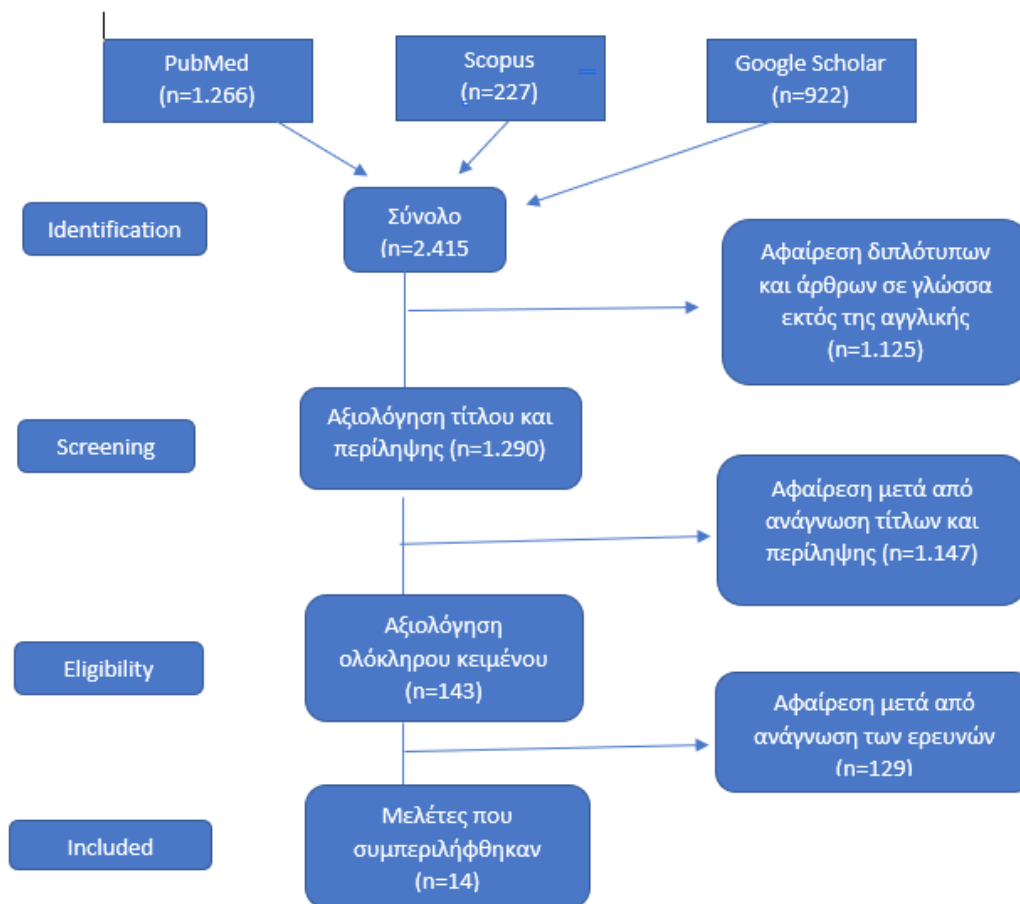 PubMed
(n=1.266)
Scopus
(n=227)
Google Scholar
(n=922)
Identification
Σύνολο
(n=2.415
Αφαίρεση διπλότυπων
και άρθρων σε γλώσσα
εκτός της αγγλικής
(n=1.125)
Screening
Αξιολόγηση τίτλου και
περίληψης (n=1.290)
Αφαίρεση μετά από
ανάγνωση τίτλων και
περίληψης (n=1.147)
Eligibility
Αξιολόγηση
ολόκληρου κειμένου
(n=143)
Αφαίρεση μετά από
ανάγνωση των ερευνών
(n=129)
Included
Μελέτες που
συμπεριλήφθηκαν
(n=14)